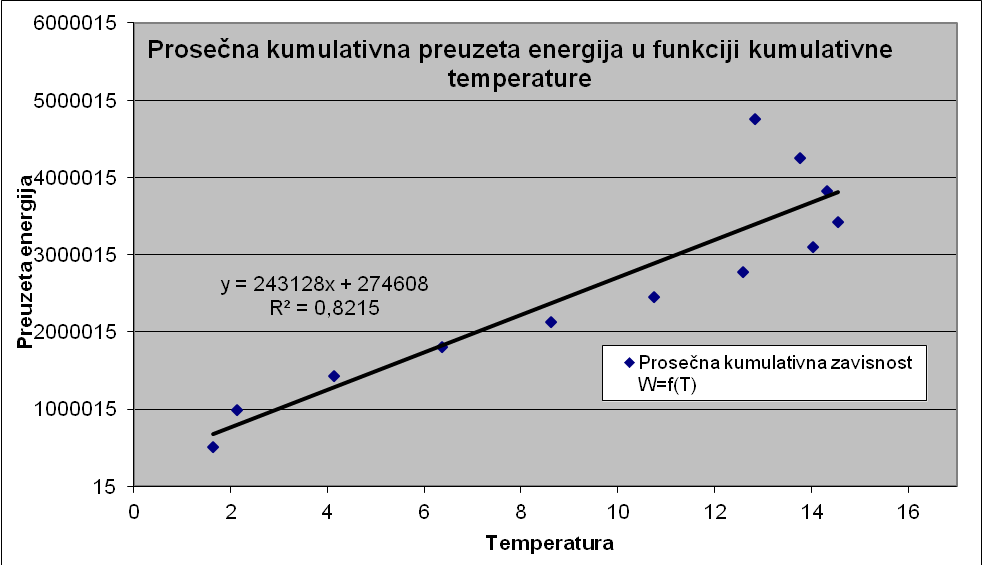 Prosečna kumulativna preuzeta energija u funkciji kumulativne
temperature
6000015
5000015
4000015
3000015
2000015
1000015
15
Preuzeta energija
y = 243128x + 274608
R² = 0,8215
Prosečna kumulativna zavisnost
W=f(T)
0 2 4 6 8 10 12 14 16
Temperatura